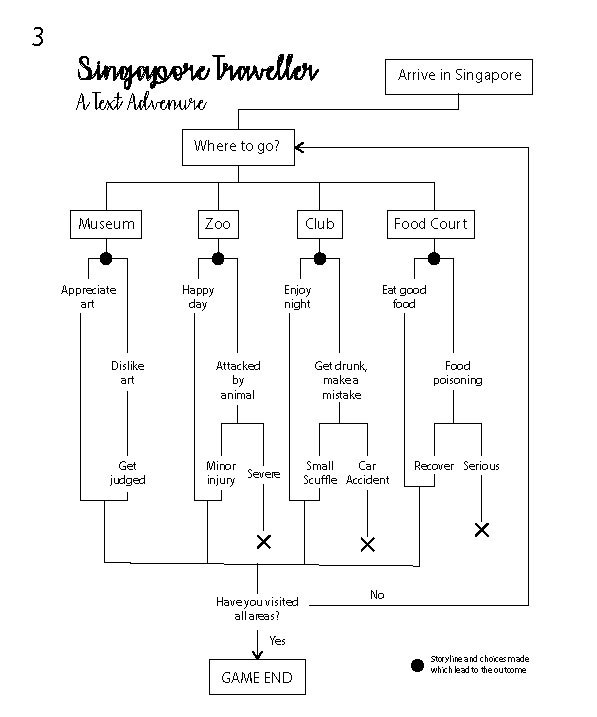 3
Singapore Traveller
A Text Advenure
Arrive in Singapore
Where to go?
Museum
Zoo
Club
Food Court
Appreciate
art
Happy
day
Enjoy
night
Eat good
food
Dislike
art
Attacked
by
animal
Get drunk,
make a
mistake
Food
poisoning
Get
judged
Minor
injury
Severe
Small
Scuffle
Car
Accident
Recover
Serious
Have you visited
all areas?
No
Yes
GAME END
Storyline and choices made
which lead to the outcome